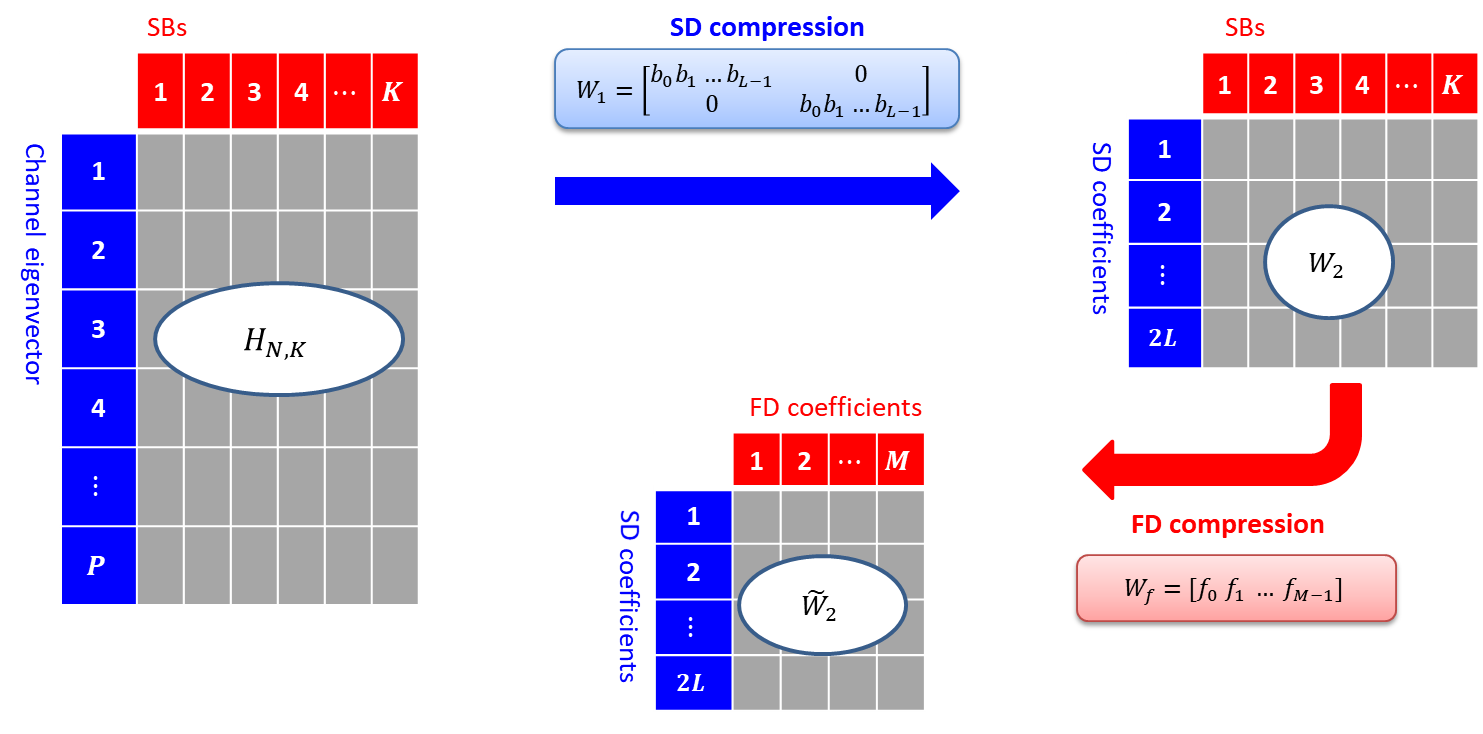 SBs
1 2 3 4 ⋯ K
Channel eigenvector
1
2
3
4
⋮
P
H_{N,K}
SD compression
W_1 = [b_0 b_1 … b_{L−1} 0
0 b_0 b_1 … b_{L−1}]
SBs
1 2 3 4 ⋯ K
SD coefficients
1
2
⋮
2L
W_2
FD compression
W_f = [f_0 f_1 … f_{M−1}]
FD coefficients
1 2 ⋯ M
SD coefficients
1
2
⋮
2L
W̃_2